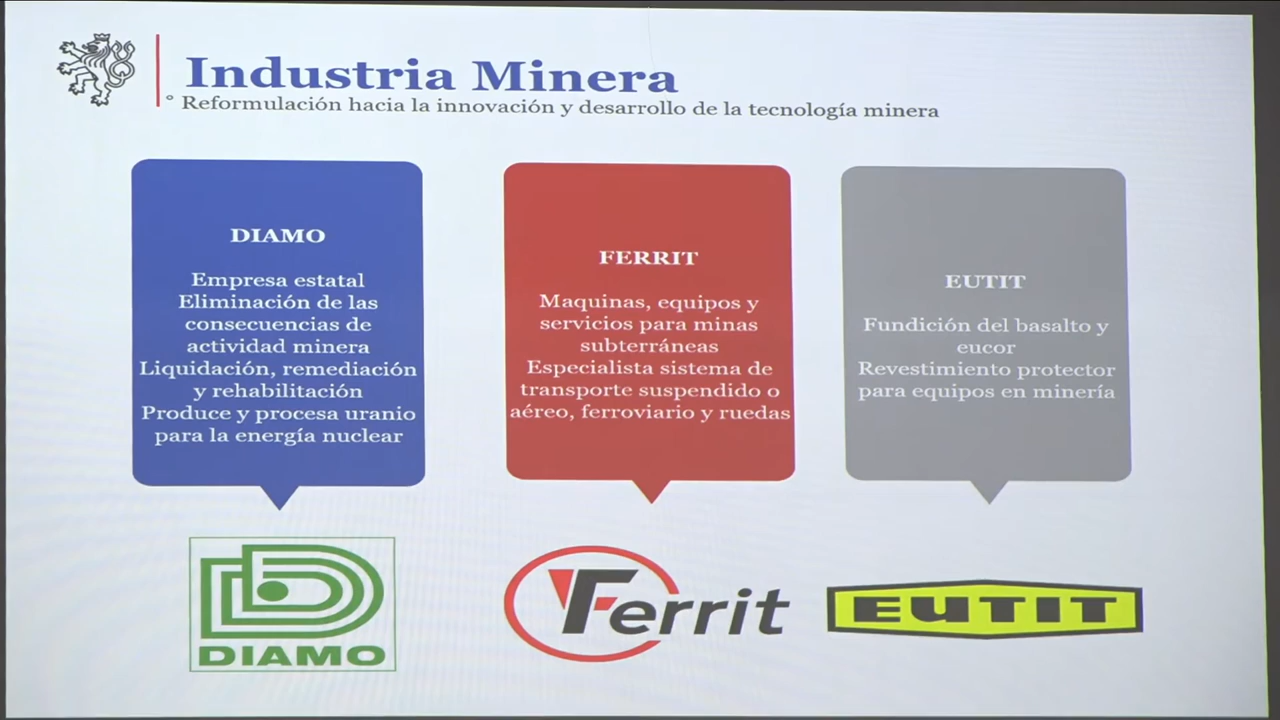 Industria Minera
° Reformulación hacia la innovación y desarrollo de la tecnología minera
DIAMO
Empresa estatal
Eliminación de las
consecuencias de
actividad minera
Liquidación, remediación
y rehabilitación
Produce y procesa uranio
para la energía nuclear
FERRIT
Maquinas, equipos y
servicios para minas
subterráneas
Especialista sistema de
transporte suspendido o
aéreo, ferroviario y ruedas
EUTIT
Fundición del basalto y
eucor
Revestimiento protector
para equipos en minería
DIAMO
Ferrit
EUTIT